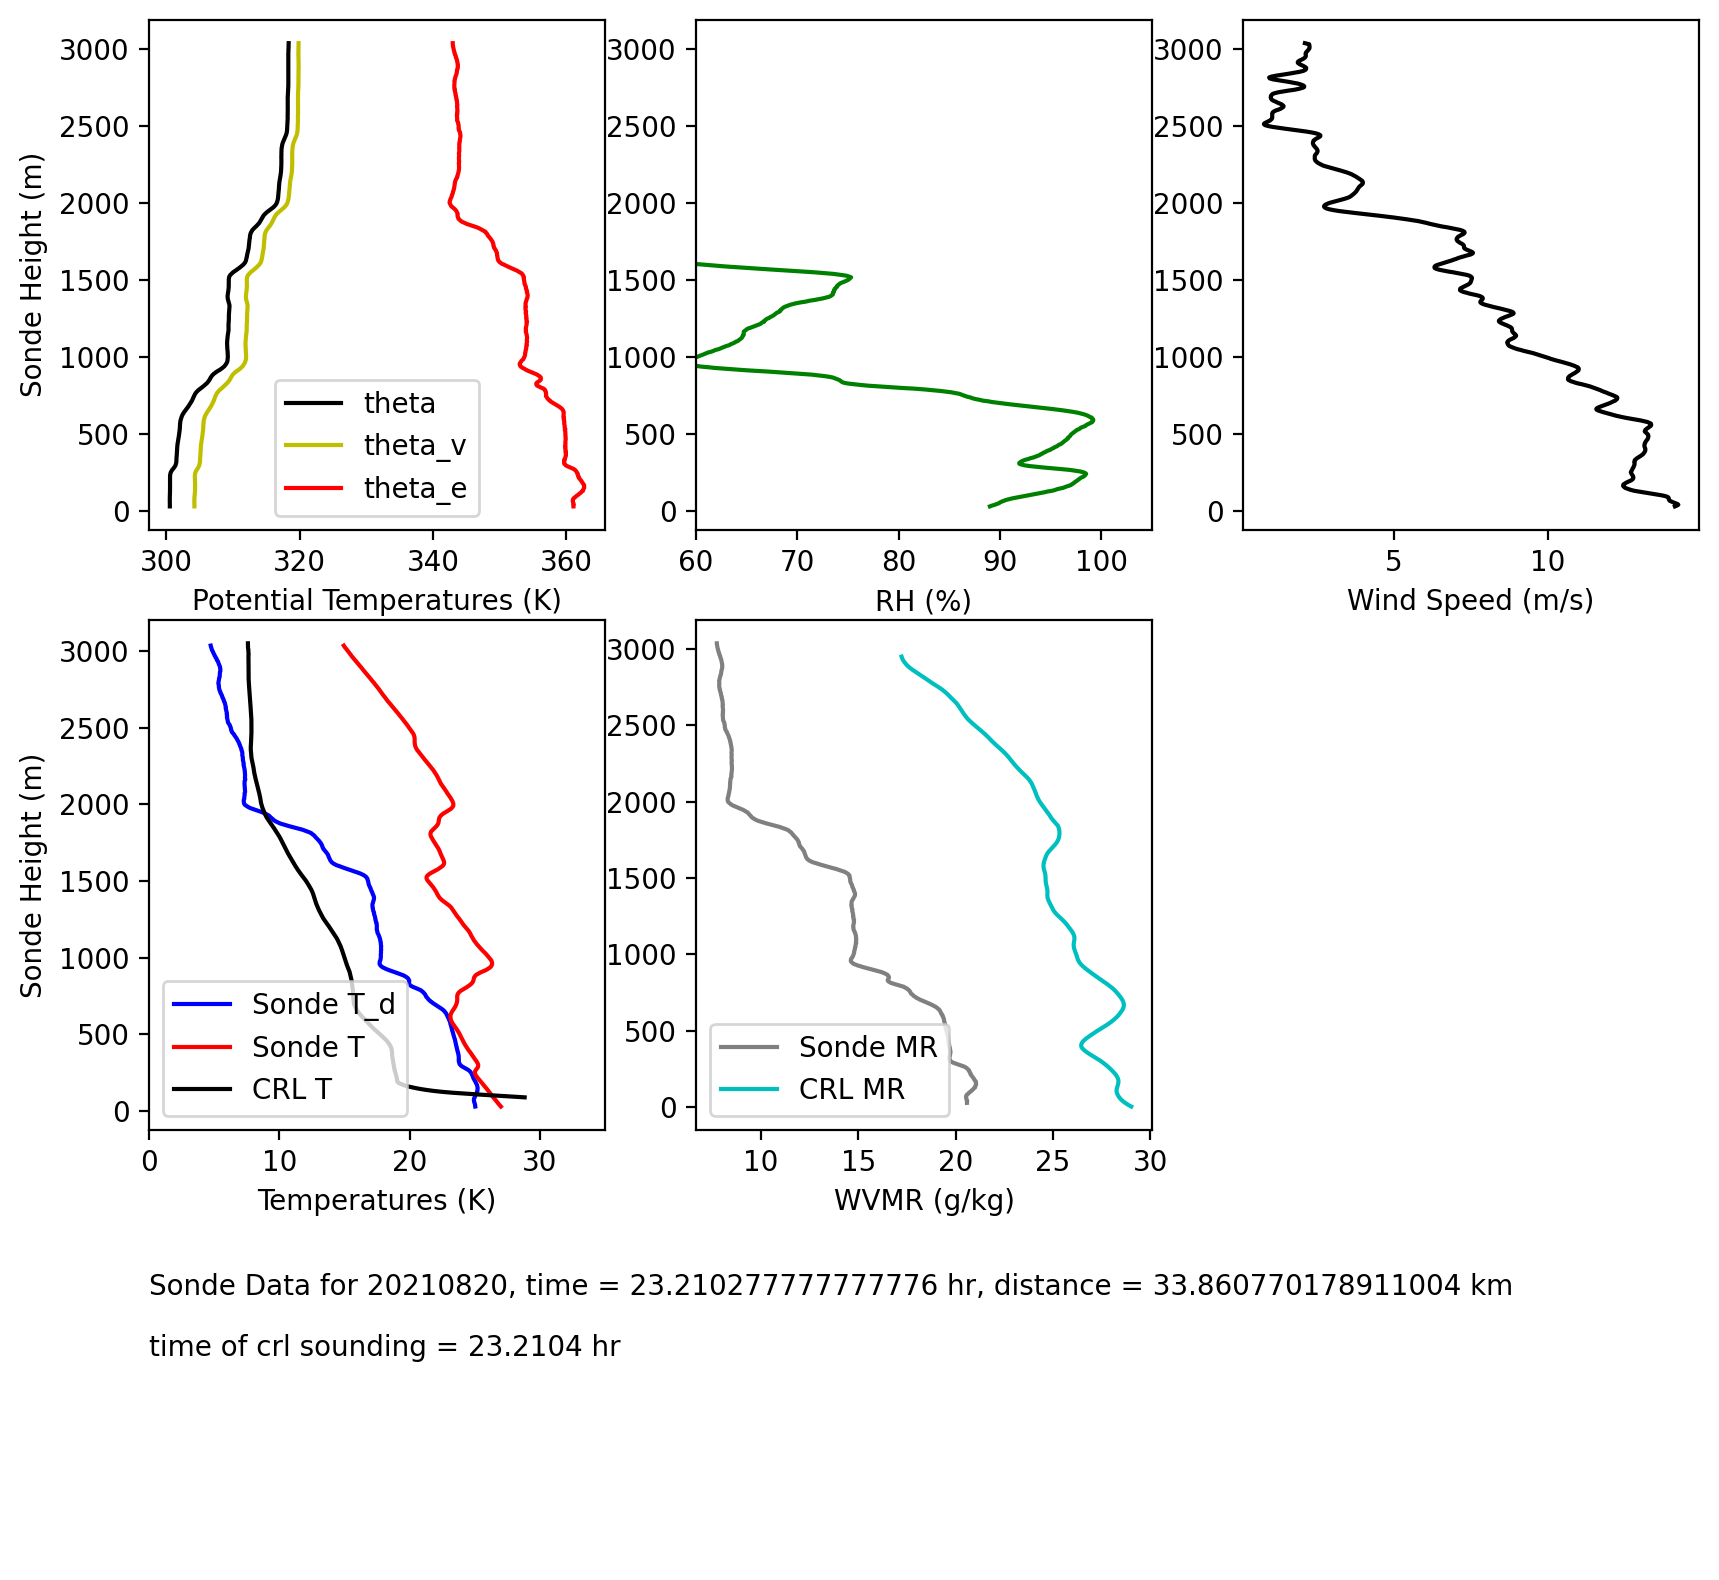 3000
2500
2000
1500
1000
500
0
Sonde Height (m)
300 320 340 360
Potential Temperatures (K)
theta
theta_v
theta_e
3000
2500
2000
1500
1000
500
0
60 70 80 90 100
RH (%)
3000
2500
2000
1500
1000
500
0
5 10
Wind Speed (m/s)
3000
2500
2000
1500
1000
500
0
Sonde Height (m)
0 10 20 30
Temperatures (K)
Sonde T_d
Sonde T
CRL T
3000
2500
2000
1500
1000
500
0
10 15 20 25 30
WVMR (g/kg)
Sonde MR
CRL MR
Sonde Data for 20210820, time = 23.210277777777776 hr, distance = 33.860770178911004 km
time of crl sounding = 23.2104 hr